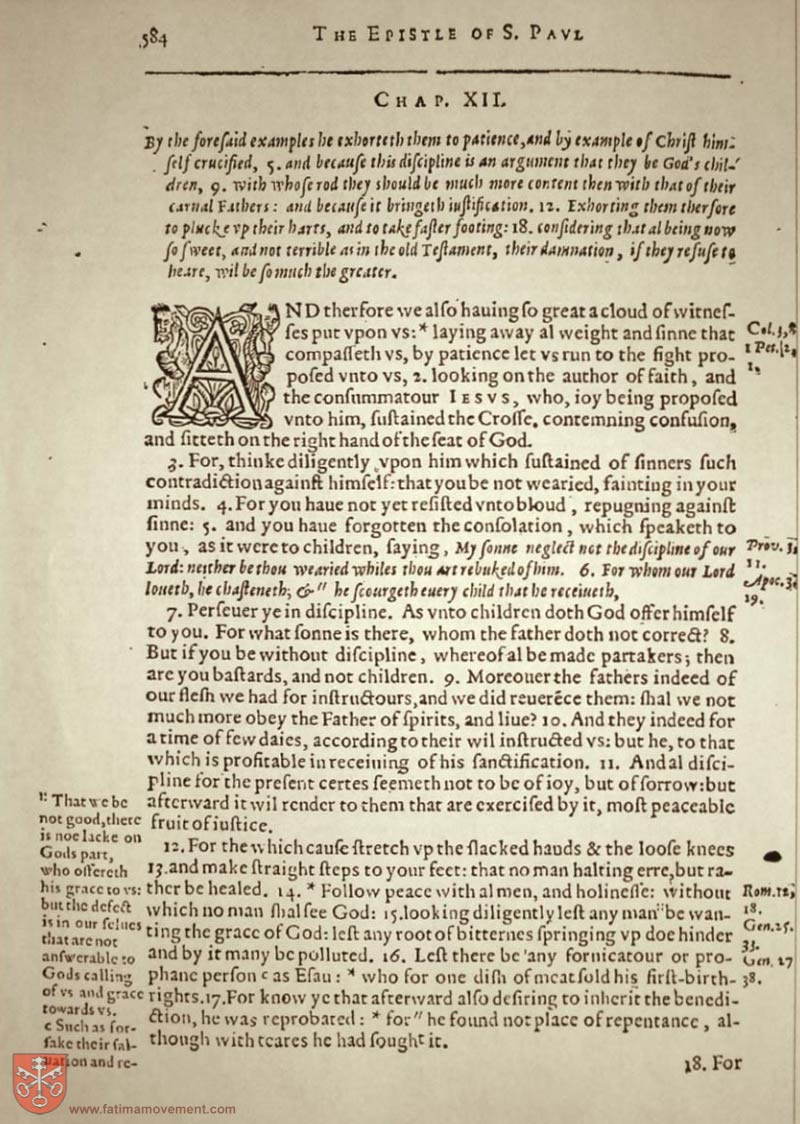 584
THE EPISTLE OF S. PAVL
CHAP. XII.
By the foresaid examples he exhorteth them to patience, and by example of Christ him-
self crucified, 5. and because this discipline is an argument that they be God's chil-
dren, 9. with whose rod they should be much more content then with that of their
carnal Fathers: and because it bringeth iustification. 12. Exhorting them therfore
to plucke vp their harts, and to take faster footing: 18. considering that al being now
so sweet, and not terrible as in the old Testament, their damnation, if they refuse to
heare, wil be so much the greater.
AND therfore we also hauing so great a cloud of witnes-
ses put vpon vs: * laying away al weight and sinne that
compasseth vs, by patience let vs run to the fight pro-
posed vnto vs, 2. looking on the author of faith, and
the consummatour IESVS, who, ioy being proposed
vnto him, sustained the Crosse, contemning confusion,
and sitteth on the right hand of the seat of God.
3. For, thinke diligently vpon him which sustained of sinners such
contradiction against himself: that you be not wearied, fainting in your
minds. 4. For you haue not yet resisted vnto bloud, repugning against
sinne: 5. and you haue forgotten the consolation, which speaketh to
you, as it were to children, saying, My sonne neglect not the discipline of our
Lord: neither be thou wearied whiles thou art rebuked of him. 6. For whom our Lord
loueth, he chasteneth; &" he scourgeth euery child that he receiueth,
7. Perseuer ye in discipline. As vnto children doth God offer himself
to you. For what sonne is there, whom the father doth not correct? 8.
But if you be without discipline, whereof al be made partakers; then
are you bastards, and not children. 9. Moreouer the fathers indeed of
our flesh we had for instructours, and we did reuerēce them: shal we not
much more obey the Father of spirits, and liue? 10. And they indeed for
a time of few daies, according to their wil instructed vs: but he, to that
which is profitable in receiuing of his sanctification. 11. And al disci-
pline for the present certes seemeth not to be of ioy, but of sorrow: but
afterward it wil render to them that are exercised by it, most peaceable
fruit of iustice.
12. For the which cause stretch vp the slacked hands & the loose knees
13. and make straight steps to your feet: that no man halting erre, but ra-
ther be healed. 14. * Follow peace with al men, and holinesse: without
which no man shal see God: 15. looking diligently lest any man" be wan-
ting the grace of God: lest any root of bitternes springing vp doe hinder
and by it many be polluted. 16. Lest there be any fornicatour or pro-
phane person c as Esau: * who for one dish of meat sold his first-birth-
rights. 17. For know ye that afterward also desiring to inherit the benedi-
ction, he was reprobated: * for" he found not place of repentance, al-
though with teares he had sought it.
18. For
Col. 3, 8
1 Pet. 2,
1.
Prov. 3,
11.
Apoc. 3,
19.
Rom. 12,
18.
Gen. 25.
33.
Gen. 27
38.
" That we be
not good, there
is noe lacke on
Gods part,
who offereth
his grace to vs:
but the defect
is in our selues
that are not
answerable to
Gods calling
of vs and grace
towards vs.
c Such as for-
sake their sal-
uation and re-
www.fatimamovement.com